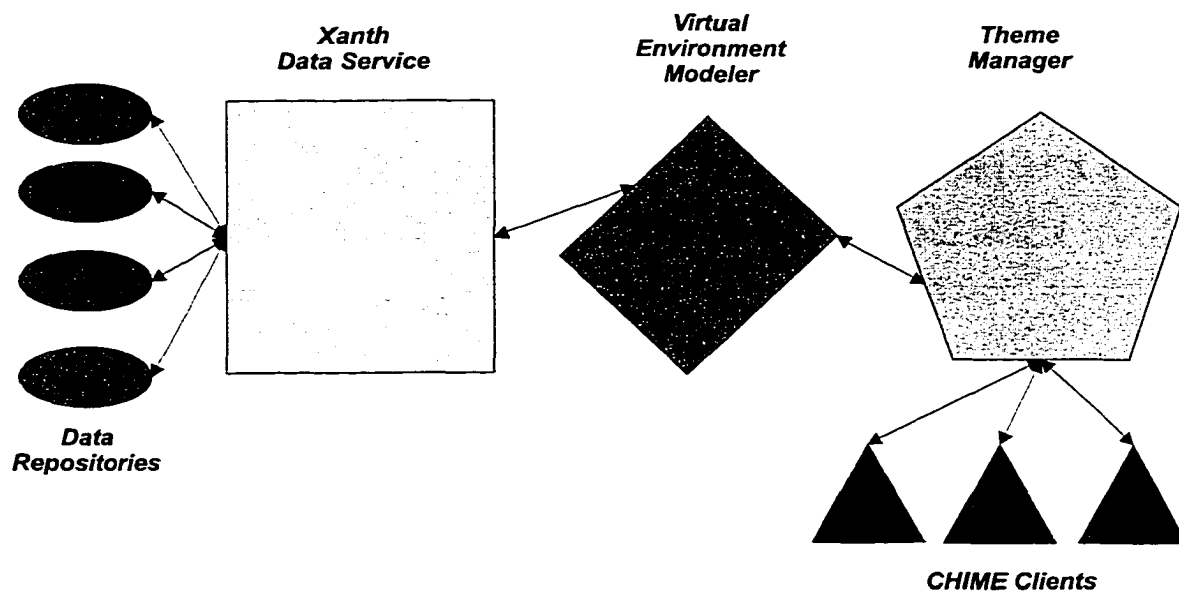 Xanth
Data Service
Virtual
Environment
Modeler
Theme
Manager
Data
Repositories
CHIME Clients